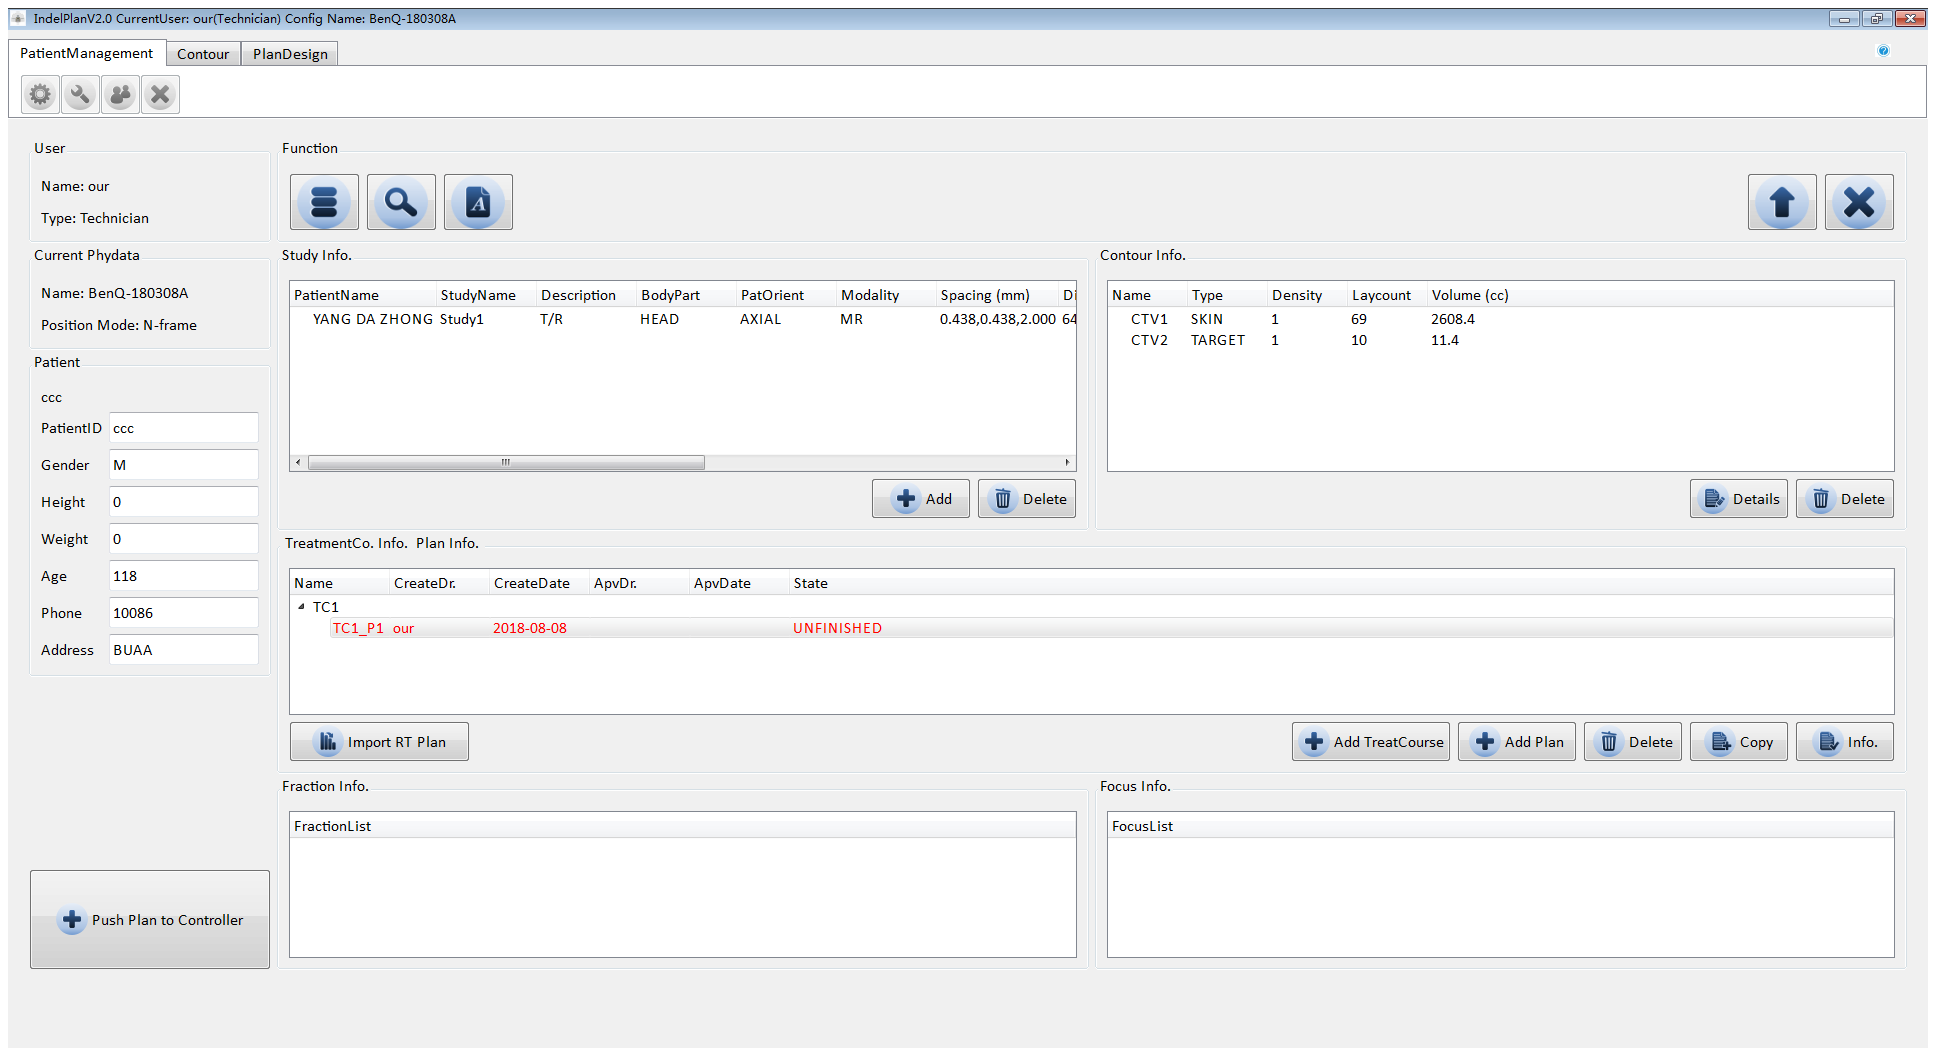 IndelPlanV2.0 CurrentUser: our(Technician) Config Name: BenQ-180308A
PatientManagement Contour PlanDesign
User
Name: our
Type: Technician
Current Phydata
Name: BenQ-180308A
Position Mode: N-frame
Patient
ccc
PatientID ccc
Gender M
Height 0
Weight 0
Age 118
Phone 10086
Address BUAA
Push Plan to Controller
Function
A
Study Info.
PatientName StudyName Description BodyPart PatOrient Modality Spacing (mm) Di
YANG DA ZHONG Study1 T/R HEAD AXIAL MR 0.438,0.438,2.000 64
Add Delete
Contour Info.
Name Type Density Laycount Volume (cc)
CTV1 SKIN 1 69 2608.4
CTV2 TARGET 1 10 11.4
Details Delete
TreatmentCo. Info. Plan Info.
Name CreateDr. CreateDate ApvDr. ApvDate State
TC1
TC1_P1 our 2018-08-08 UNFINISHED
Import RT Plan Add TreatCourse Add Plan Delete Copy Info.
Fraction Info.
FractionList
Focus Info.
FocusList